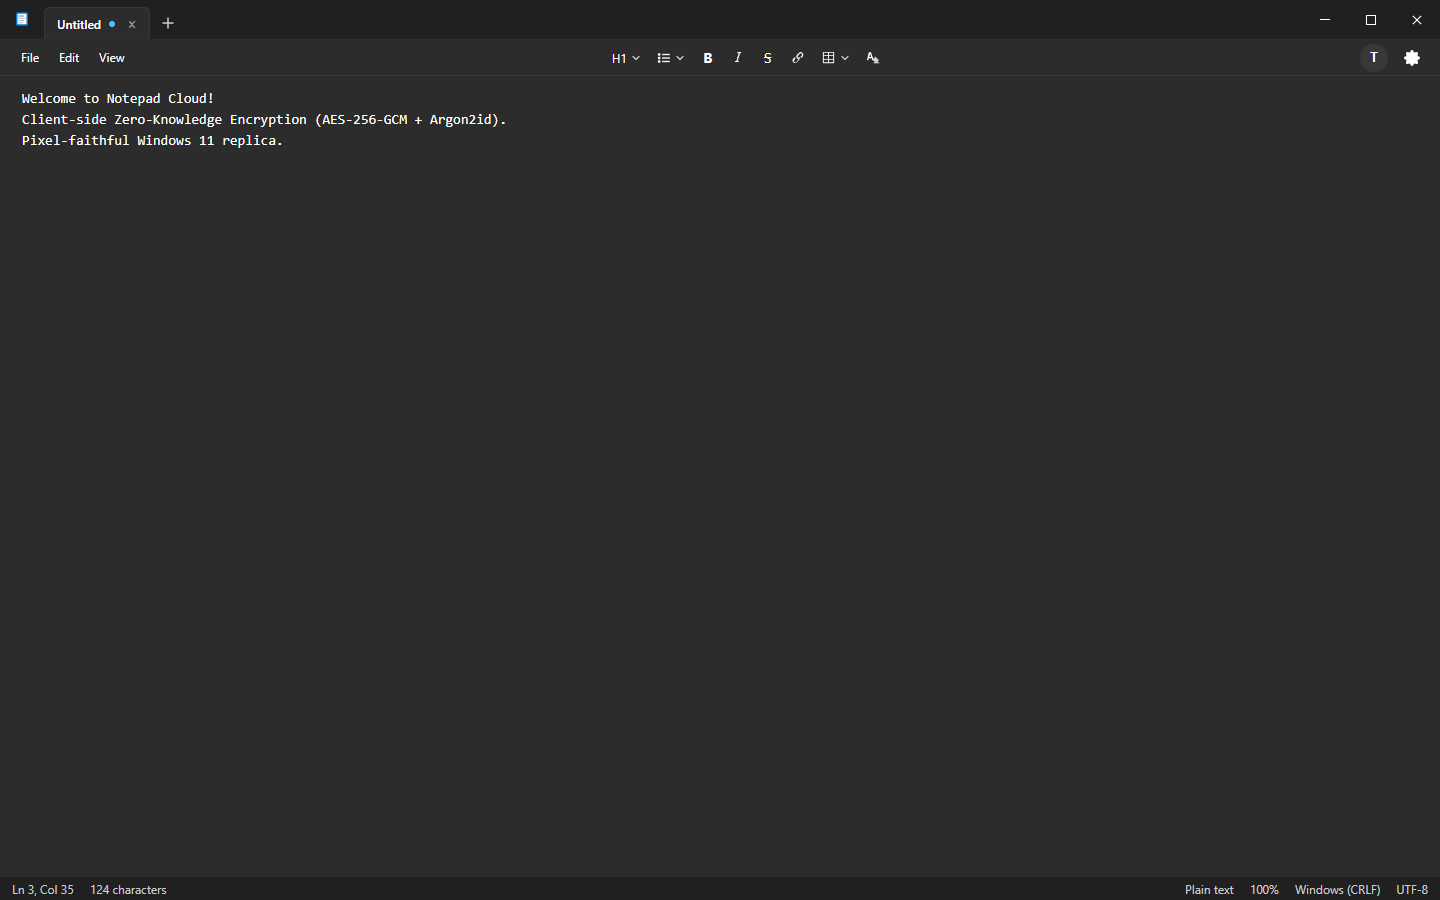 Untitled
File Edit View H1 B I S T
Welcome to Notepad Cloud!
Client-side Zero-Knowledge Encryption (AES-256-GCM + Argon2id).
Pixel-faithful Windows 11 replica.
Ln 3, Col 35 124 characters Plain text 100% Windows (CRLF) UTF-8